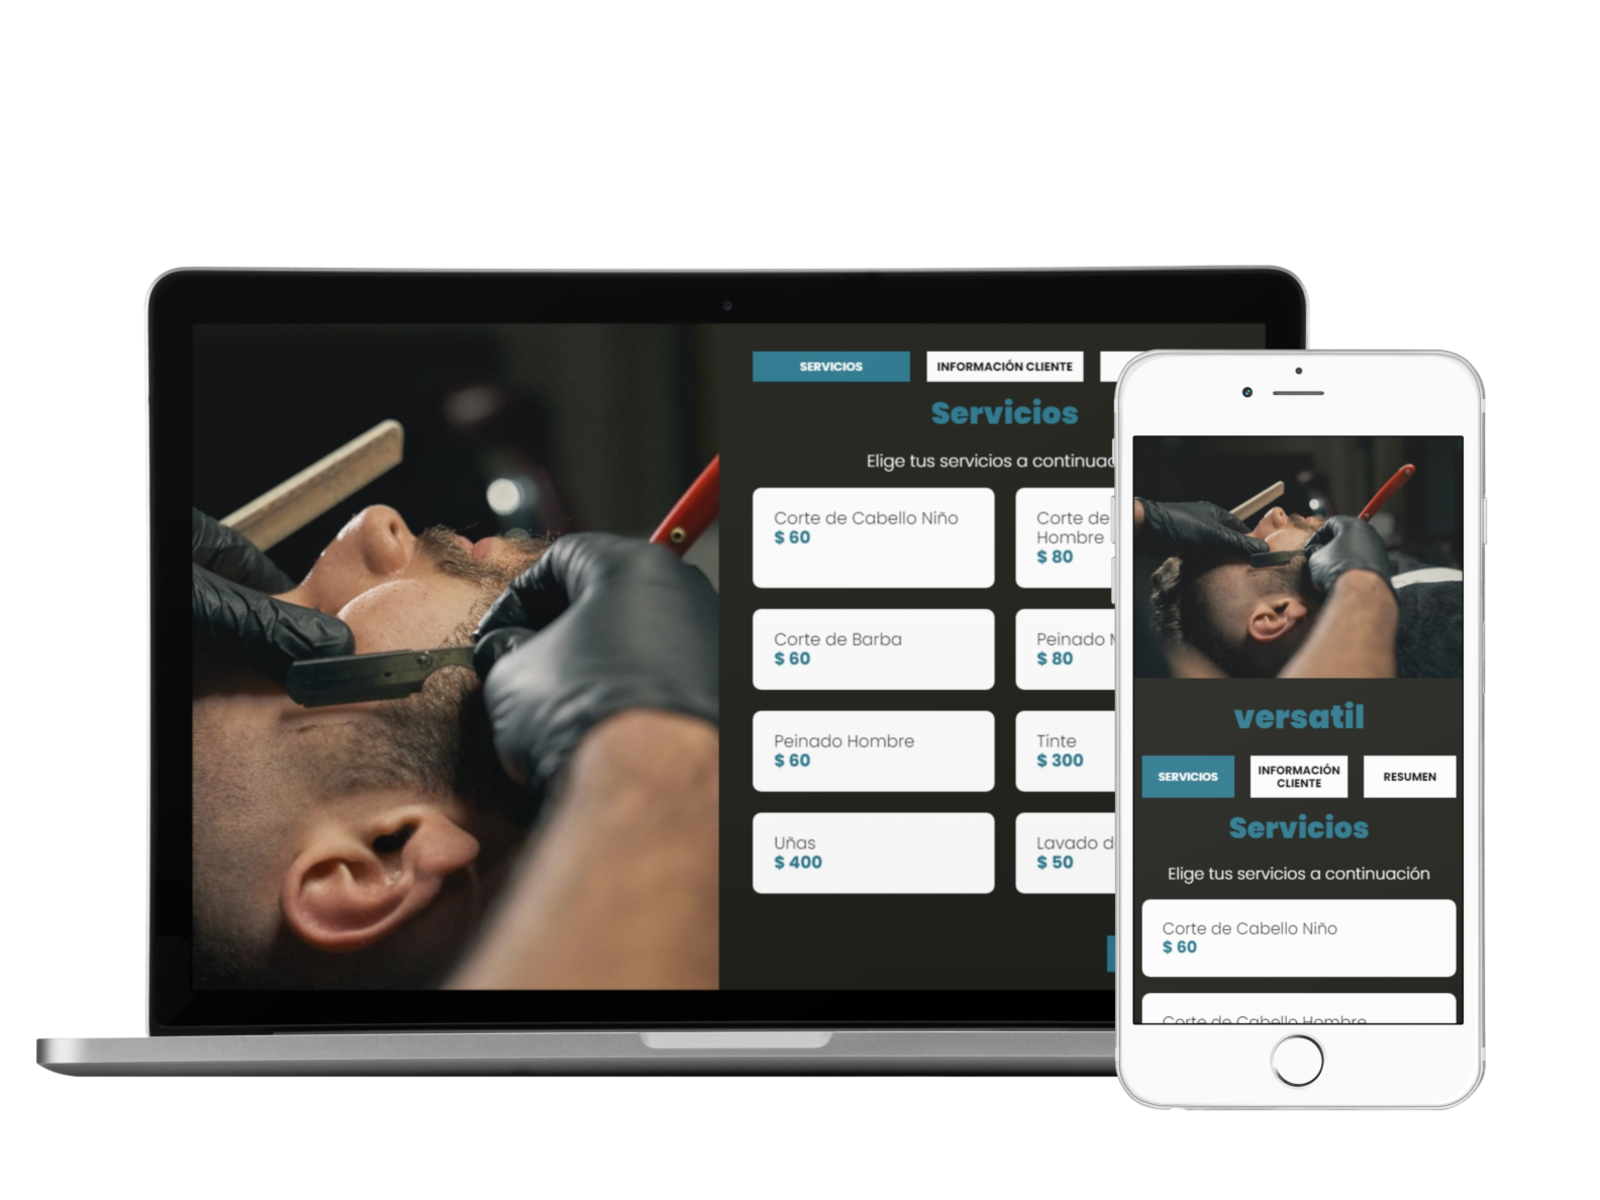 SERVICIOS
INFORMACIÓN CLIENTE
Servicios
Elige tus servicios a
Corte de Cabello Niño
$ 60
Corte de
Hombre
$ 80
Corte de Barba
$ 60
Peinado
$ 80
Peinado Hombre
$ 60
Tinte
$ 300
Uñas
$ 400
Lavado
$ 50
versatil
SERVICIOS
INFORMACIÓN
CLIENTE
RESUMEN
Servicios
Elige tus servicios a continuación
Corte de Cabello Niño
$ 60
Corte de Cabello Hombre